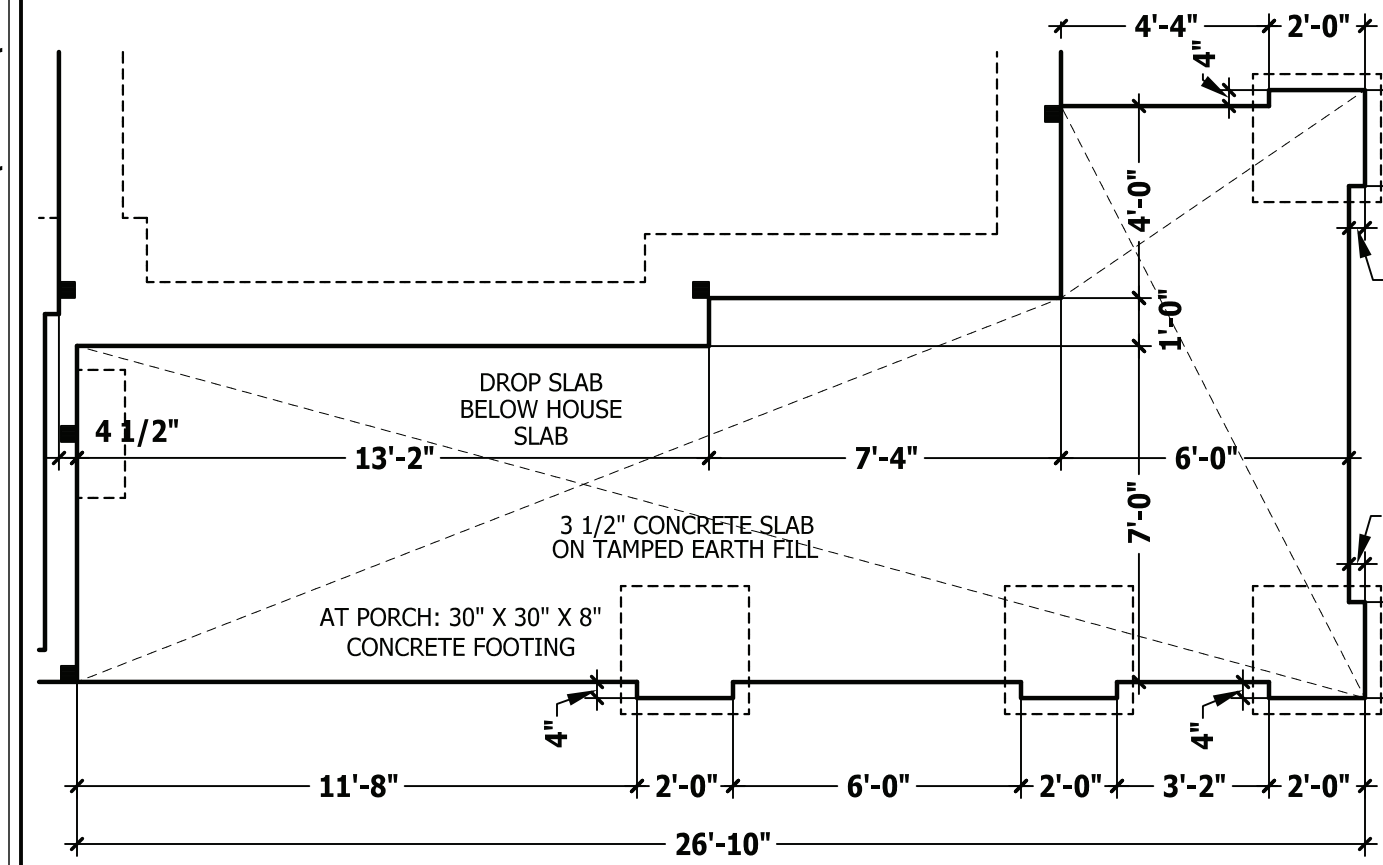 4'-4"
2'-0"
4"
4'-0"
1'-0"
DROP SLAB
BELOW HOUSE
SLAB
4 1/2"
13'-2"
7'-4"
6'-0"
7'-0"
3 1/2" CONCRETE SLAB
ON TAMPED EARTH FILL
AT PORCH: 30" X 30" X 8"
CONCRETE FOOTING
4"
4"
11'-8"
2'-0"
6'-0"
2'-0"
3'-2"
2'-0"
26'-10"